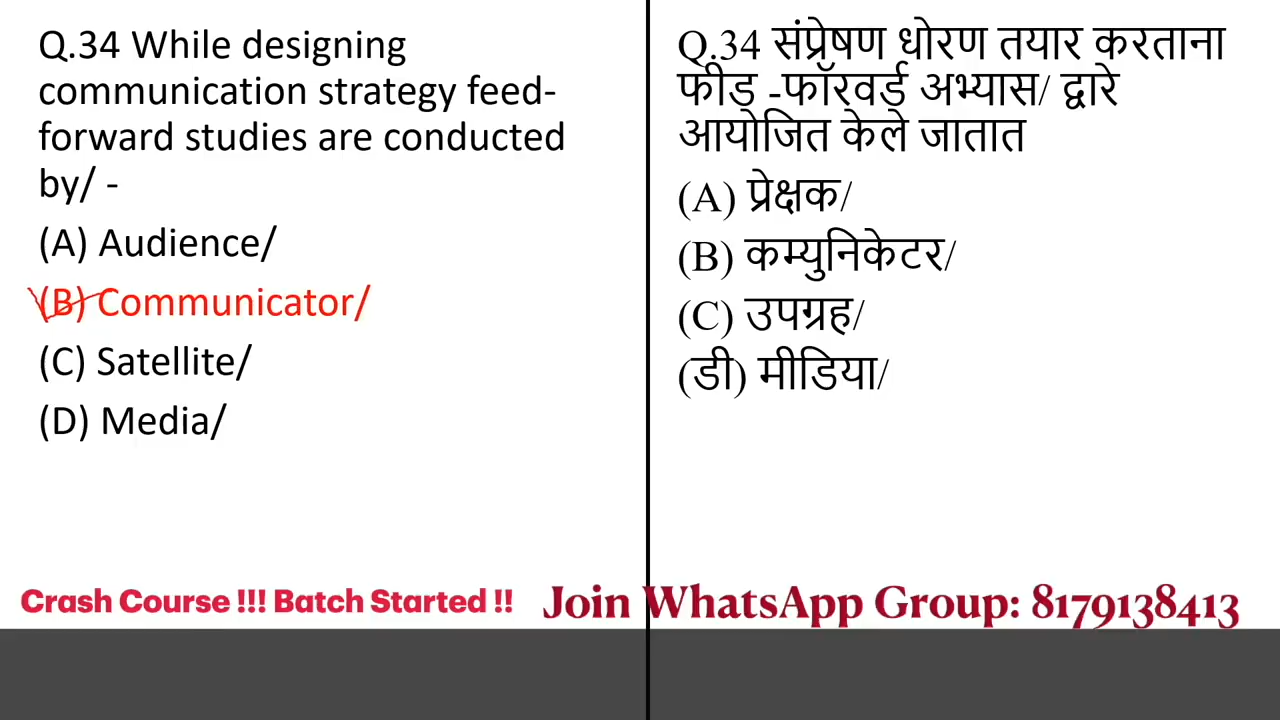 Q.34 While designing
communication strategy feed-
forward studies are conducted
by/ -
(A) Audience/
(B) Communicator/
(C) Satellite/
(D) Media/
Q.34 संप्रेषण धोरण तयार करताना
फीड -फॉरवर्ड अभ्यास/ द्वारे
आयोजित केले जातात
(A) प्रेक्षक/
(B) कम्युनिकेटर/
(C) उपग्रह/
(डी) मीडिया/
Crash Course !!! Batch Started !!
Join WhatsApp Group: 8179138413